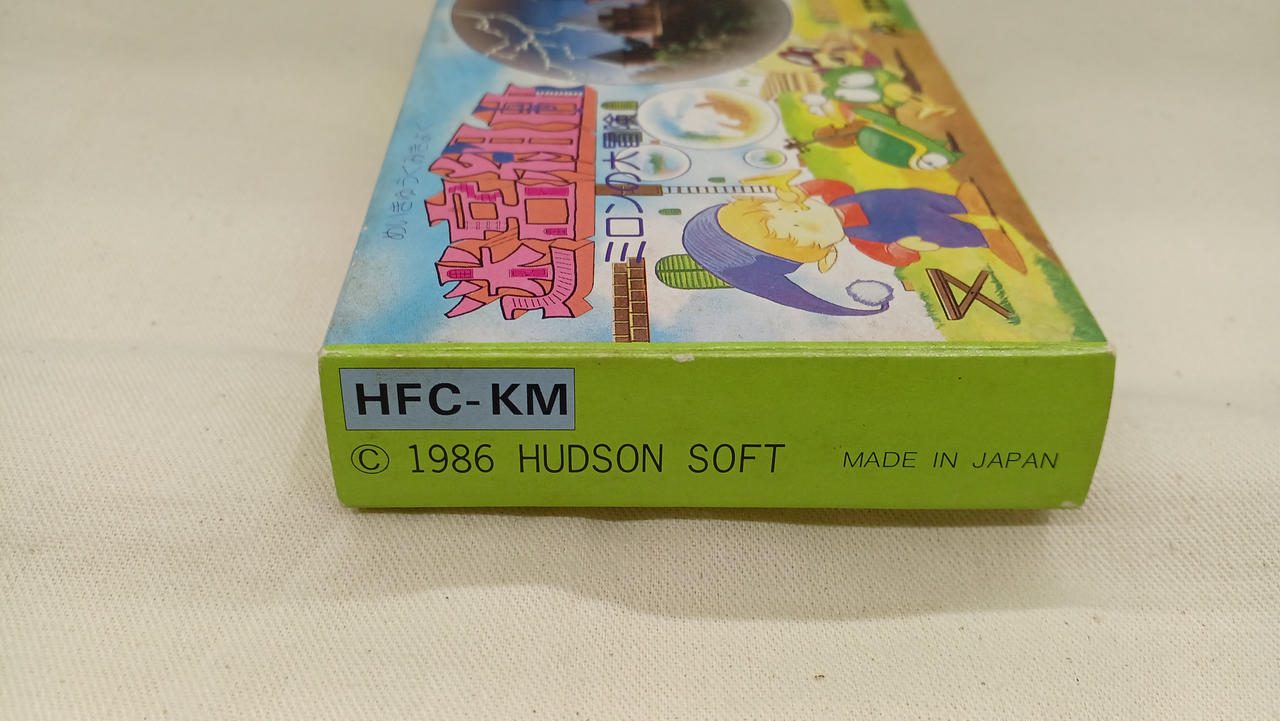 めいきゅうくみきょく
迷宮組曲
ミロンの大冒険
HFC-KM
© 1986 HUDSON SOFT
MADE IN JAPAN